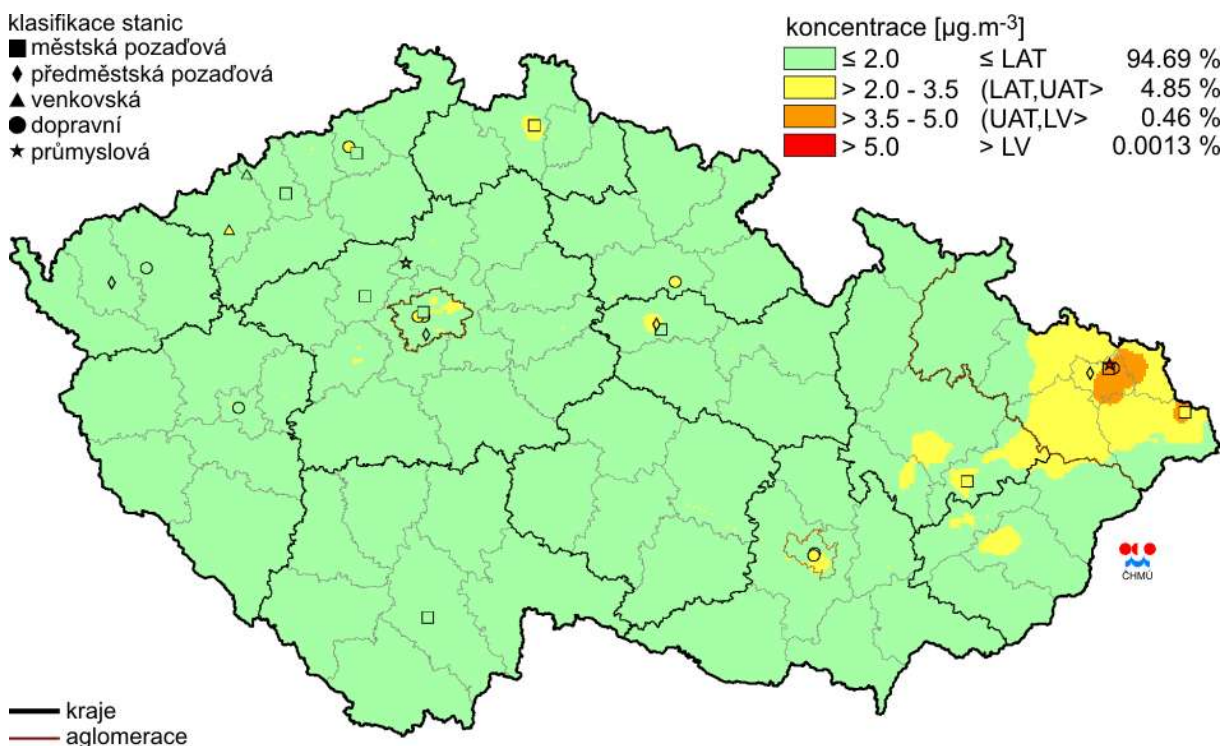 klasifikace stanic
městská pozaďová
předměstská pozaďová
venkovská
dopravní
průmyslová
koncentrace [µg.m-3]
≤ 2.0 ≤ LAT 94.69 %
> 2.0 - 3.5 (LAT,UAT> 4.85 %
> 3.5 - 5.0 (UAT,LV> 0.46 %
> 5.0 > LV 0.0013 %
ČHMÚ
kraje
aglomerace